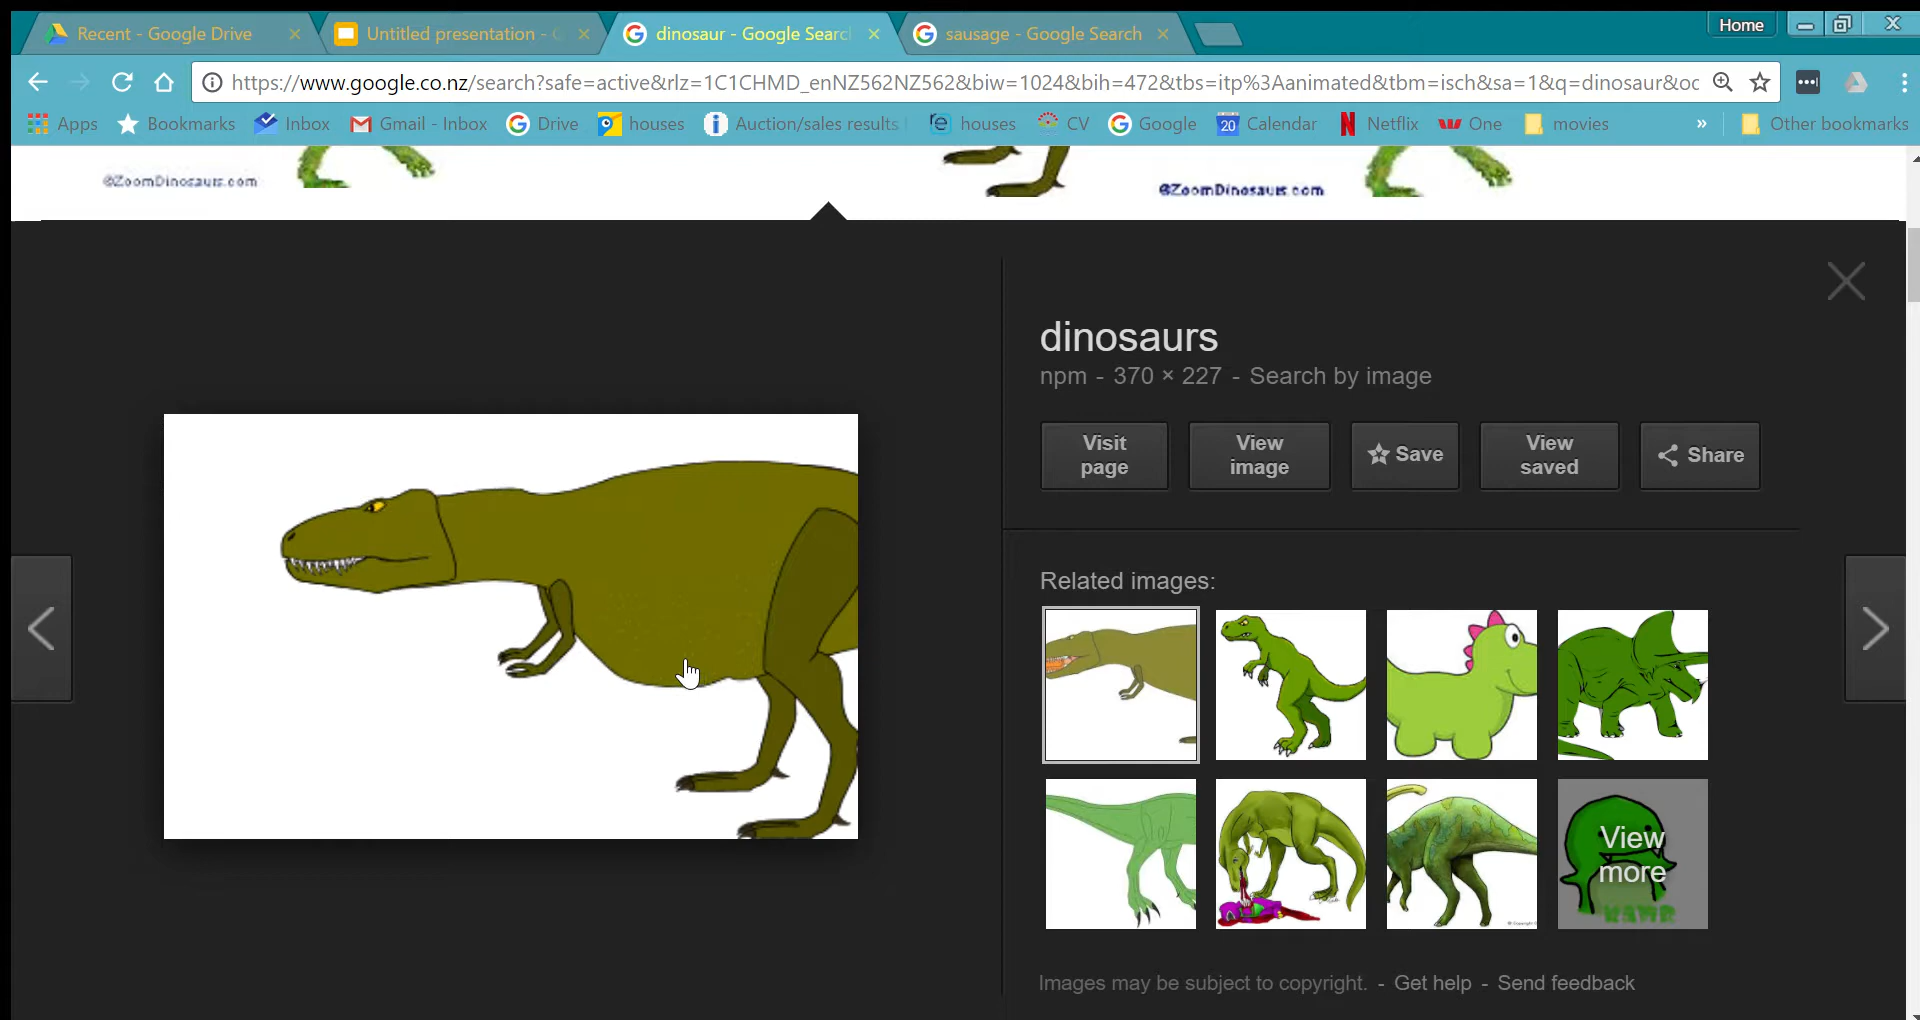 Recent - Google Drive
Untitled presentation -
dinosaur - Google Searc
sausage - Google Search
Home
https://www.google.co.nz/search?safe=active&rlz=1C1CHMD_enNZ562NZ562&biw=1024&bih=472&tbs=itp%3Aanimated&tbm=isch&sa=1&q=dinosaur&oc
Apps
Bookmarks
Inbox
Gmail - Inbox
Drive
houses
Auction/sales results
houses
CV
Google
20
Calendar
Netflix
One
movies
»
Other bookmarks
©ZoomDinosaurs.com
©ZoomDinosaurs.com
dinosaurs
npm - 370 × 227 - Search by image
Visit page
View image
Save
View saved
Share
Related images:
View more
RAWR
Images may be subject to copyright. - Get help - Send feedback